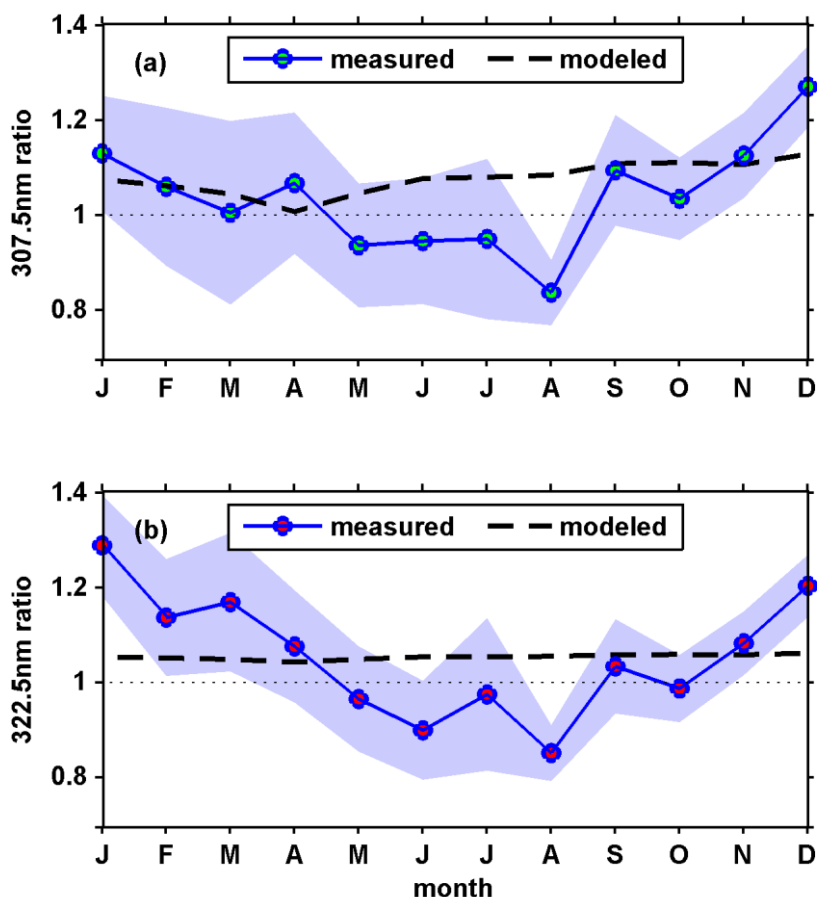 1.4
(a) measured modeled
1.2
1
0.8
307.5nm ratio
J F M A M J J A S O N D
1.4
(b) measured modeled
1.2
1
0.8
322.5nm ratio
J F M A M J J A S O N D
month